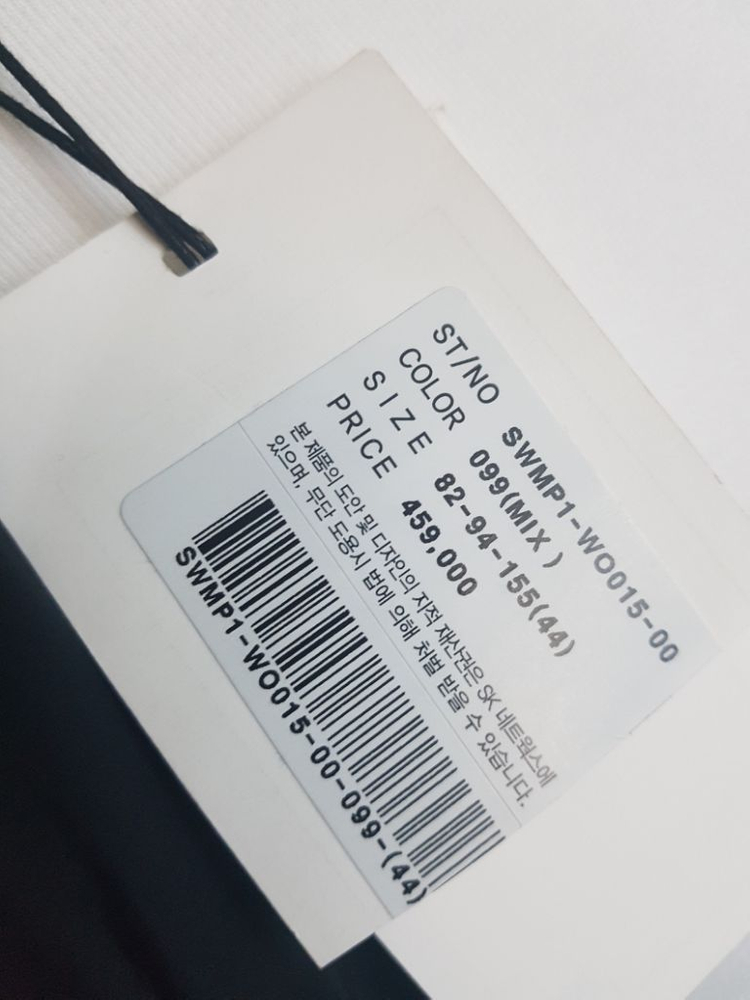 ST/NO SWMP1-WO015-00
COLOR 099(MIX )
SIZE 82-94-155(44)
PRICE 459,000
본 제품의 도안 및 디자인의 지적 재산권은 SK 네트웍스에
있으며, 무단 도용시 법에 의해 처벌 받을 수 있습니다.
SWMP1-WO015-00-099-(44)